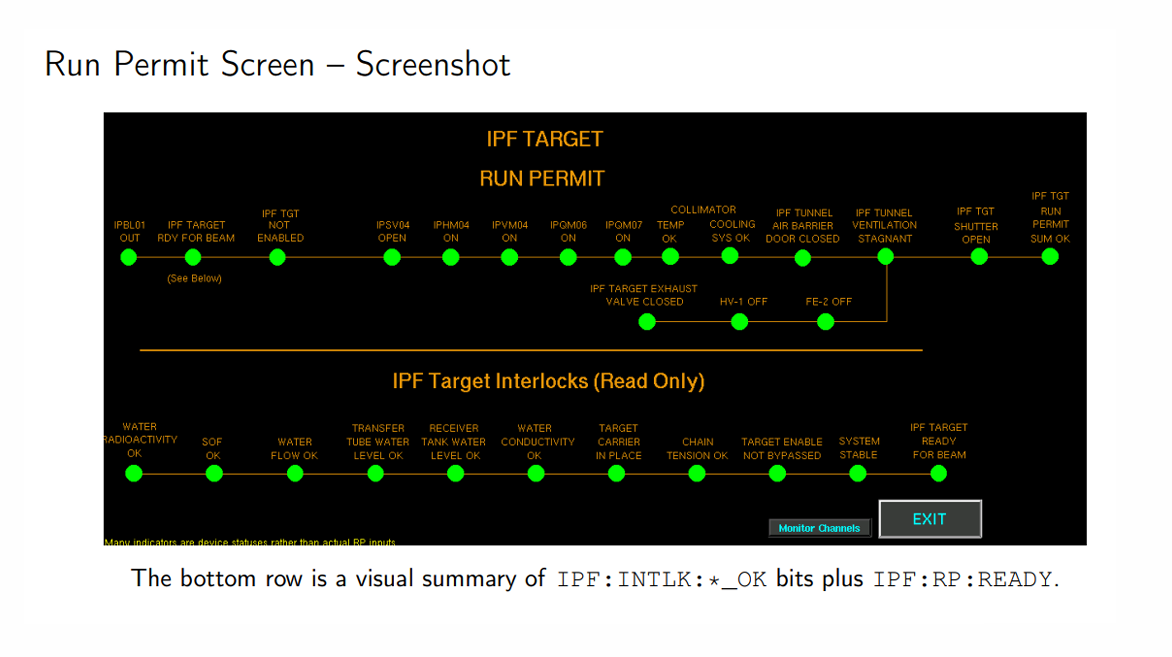 Run Permit Screen – Screenshot
IPF TARGET
RUN PERMIT
IPBL01
OUT
IPF TARGET
RDY FOR BEAM
(See Below)
IPF TGT
NOT
ENABLED
IPSV04
OPEN
IPHM04
ON
IPVM04
ON
IPQM06
ON
IPQM07
ON
COLLIMATOR
TEMP
OK
COOLING
SYS OK
IPF TUNNEL
AIR BARRIER
DOOR CLOSED
IPF TUNNEL
VENTILATION
STAGNANT
IPF TGT
SHUTTER
OPEN
IPF TGT
RUN
PERMIT
SUM OK
IPF TARGET EXHAUST
VALVE CLOSED
HV-1 OFF
FE-2 OFF
IPF Target Interlocks (Read Only)
WATER
RADIOACTIVITY
OK
SOF
OK
WATER
FLOW OK
TRANSFER
TUBE WATER
LEVEL OK
RECEIVER
TANK WATER
LEVEL OK
WATER
CONDUCTIVITY
OK
TARGET
CARRIER
IN PLACE
CHAIN
TENSION OK
TARGET ENABLE
NOT BYPASSED
SYSTEM
STABLE
IPF TARGET
READY
FOR BEAM
Monitor Channels
EXIT
Many indicators are device statuses rather than actual RP inputs
The bottom row is a visual summary of IPF:INTLK:*_OK bits plus IPF:RP:READY.